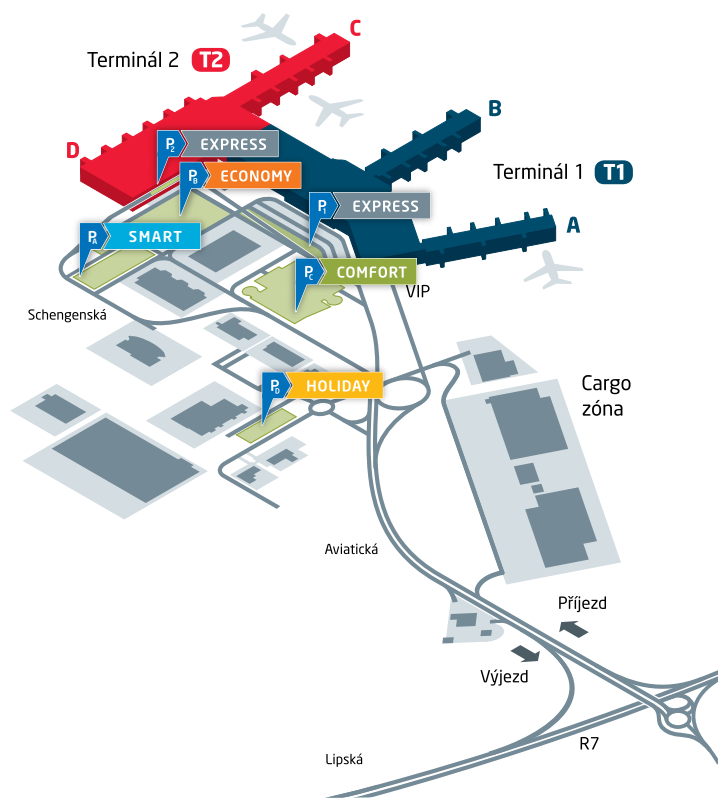 C
Terminál 2 T2
B
D
P2 EXPRESS
Terminál 1 T1
PB ECONOMY
P1 EXPRESS
A
PA SMART
PC COMFORT
VIP
Schengenská
PD HOLIDAY
Cargo
zóna
Aviatická
Příjezd
Výjezd
R7
Lipská